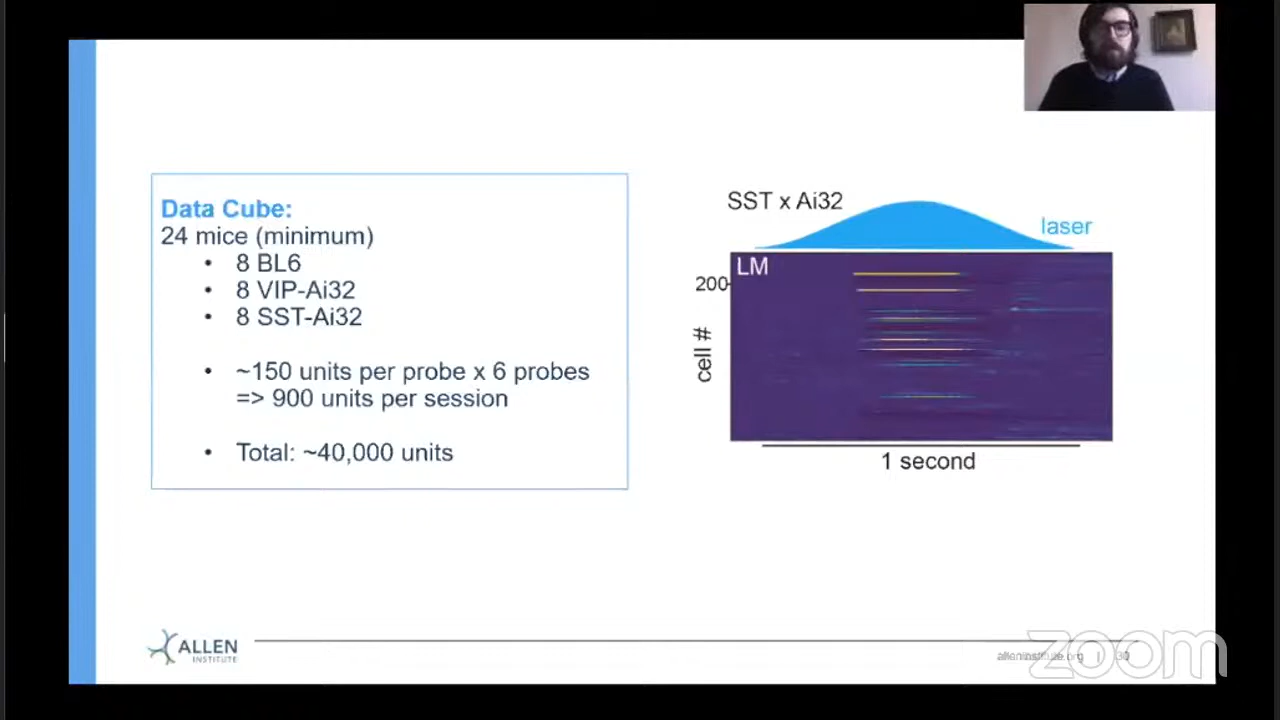 Data Cube:
24 mice (minimum)
• 8 BL6
• 8 VIP-Ai32
• 8 SST-Ai32
• ~150 units per probe x 6 probes
=> 900 units per session
• Total: ~40,000 units
SST x Ai32
laser
LM
200
cell #
1 second
ALLEN
INSTITUTE
alleninstitute.org | 30
zoom